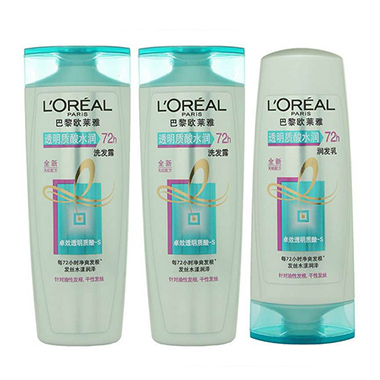 L'ORÉAL
PARIS
巴黎欧莱雅
透明质酸水润 72h
洗发露
全新
卓效透明质酸-S
每72小时净爽发根*
发丝水漾润泽
针对油性发根，干性发丝
L'ORÉAL
PARIS
巴黎欧莱雅
透明质酸水润 72h
洗发露
全新
卓效透明质酸-S
每72小时净爽发根*
发丝水漾润泽
针对油性发根，干性发丝
L'ORÉAL
PARIS
巴黎欧莱雅
透明质酸水润 72h
润发乳
全新
卓效透明质酸-S
每72小时净爽发根*
发丝水漾润泽
针对油性发根，干性发丝